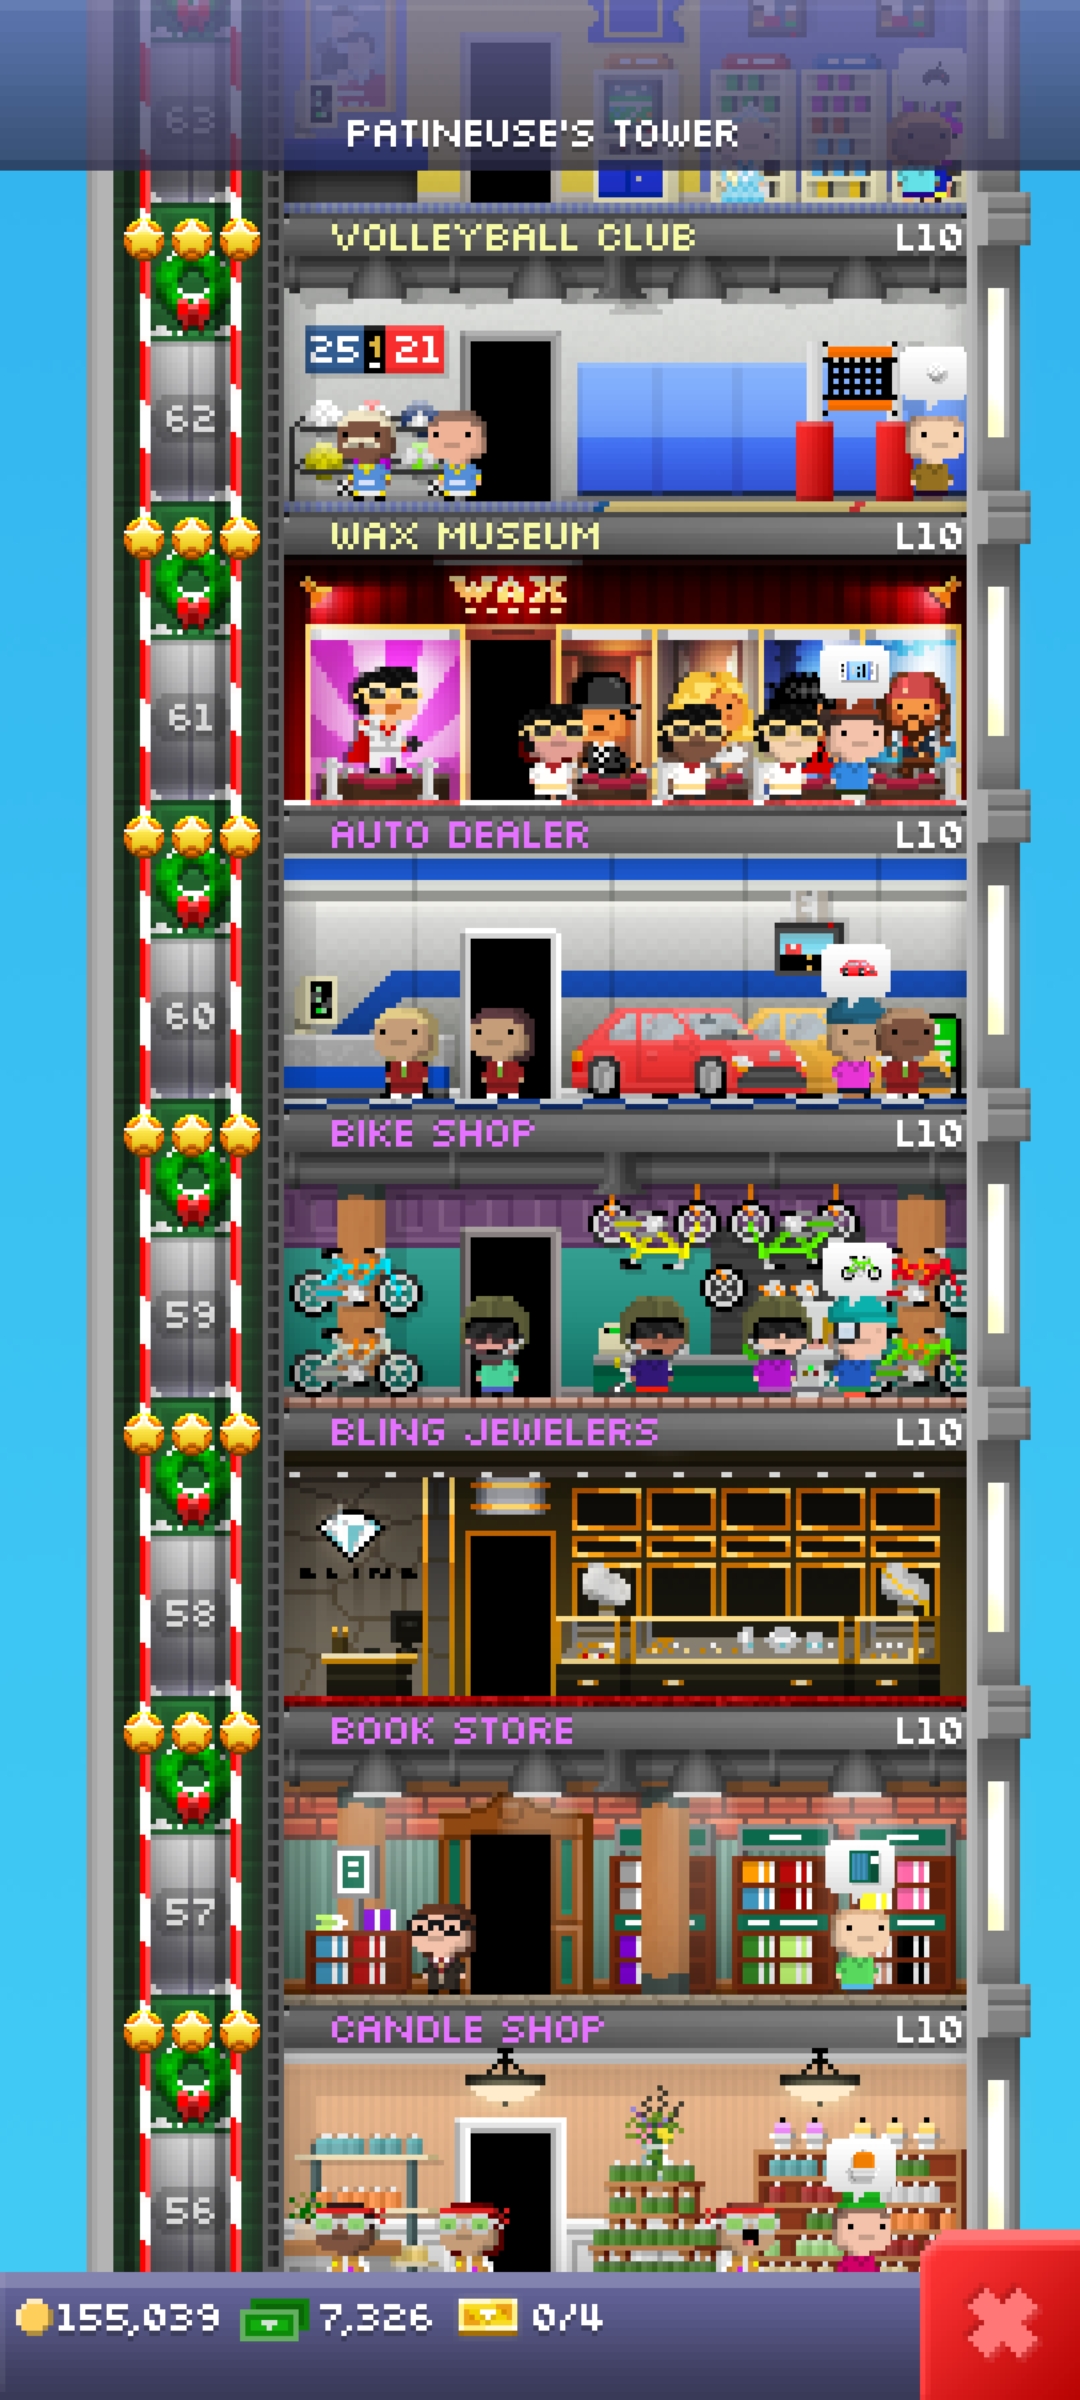 63
PATINEUSE'S TOWER
VOLLEYBALL CLUB L10
25 1 21
62
WAX MUSEUM L10
WAX
61
AUTO DEALER L10
60
BIKE SHOP L10
59
BLING JEWELERS L10
BLING
58
BOOK STORE L10
8
57
CANDLE SHOP L10
56
155,039 7,326 0/4